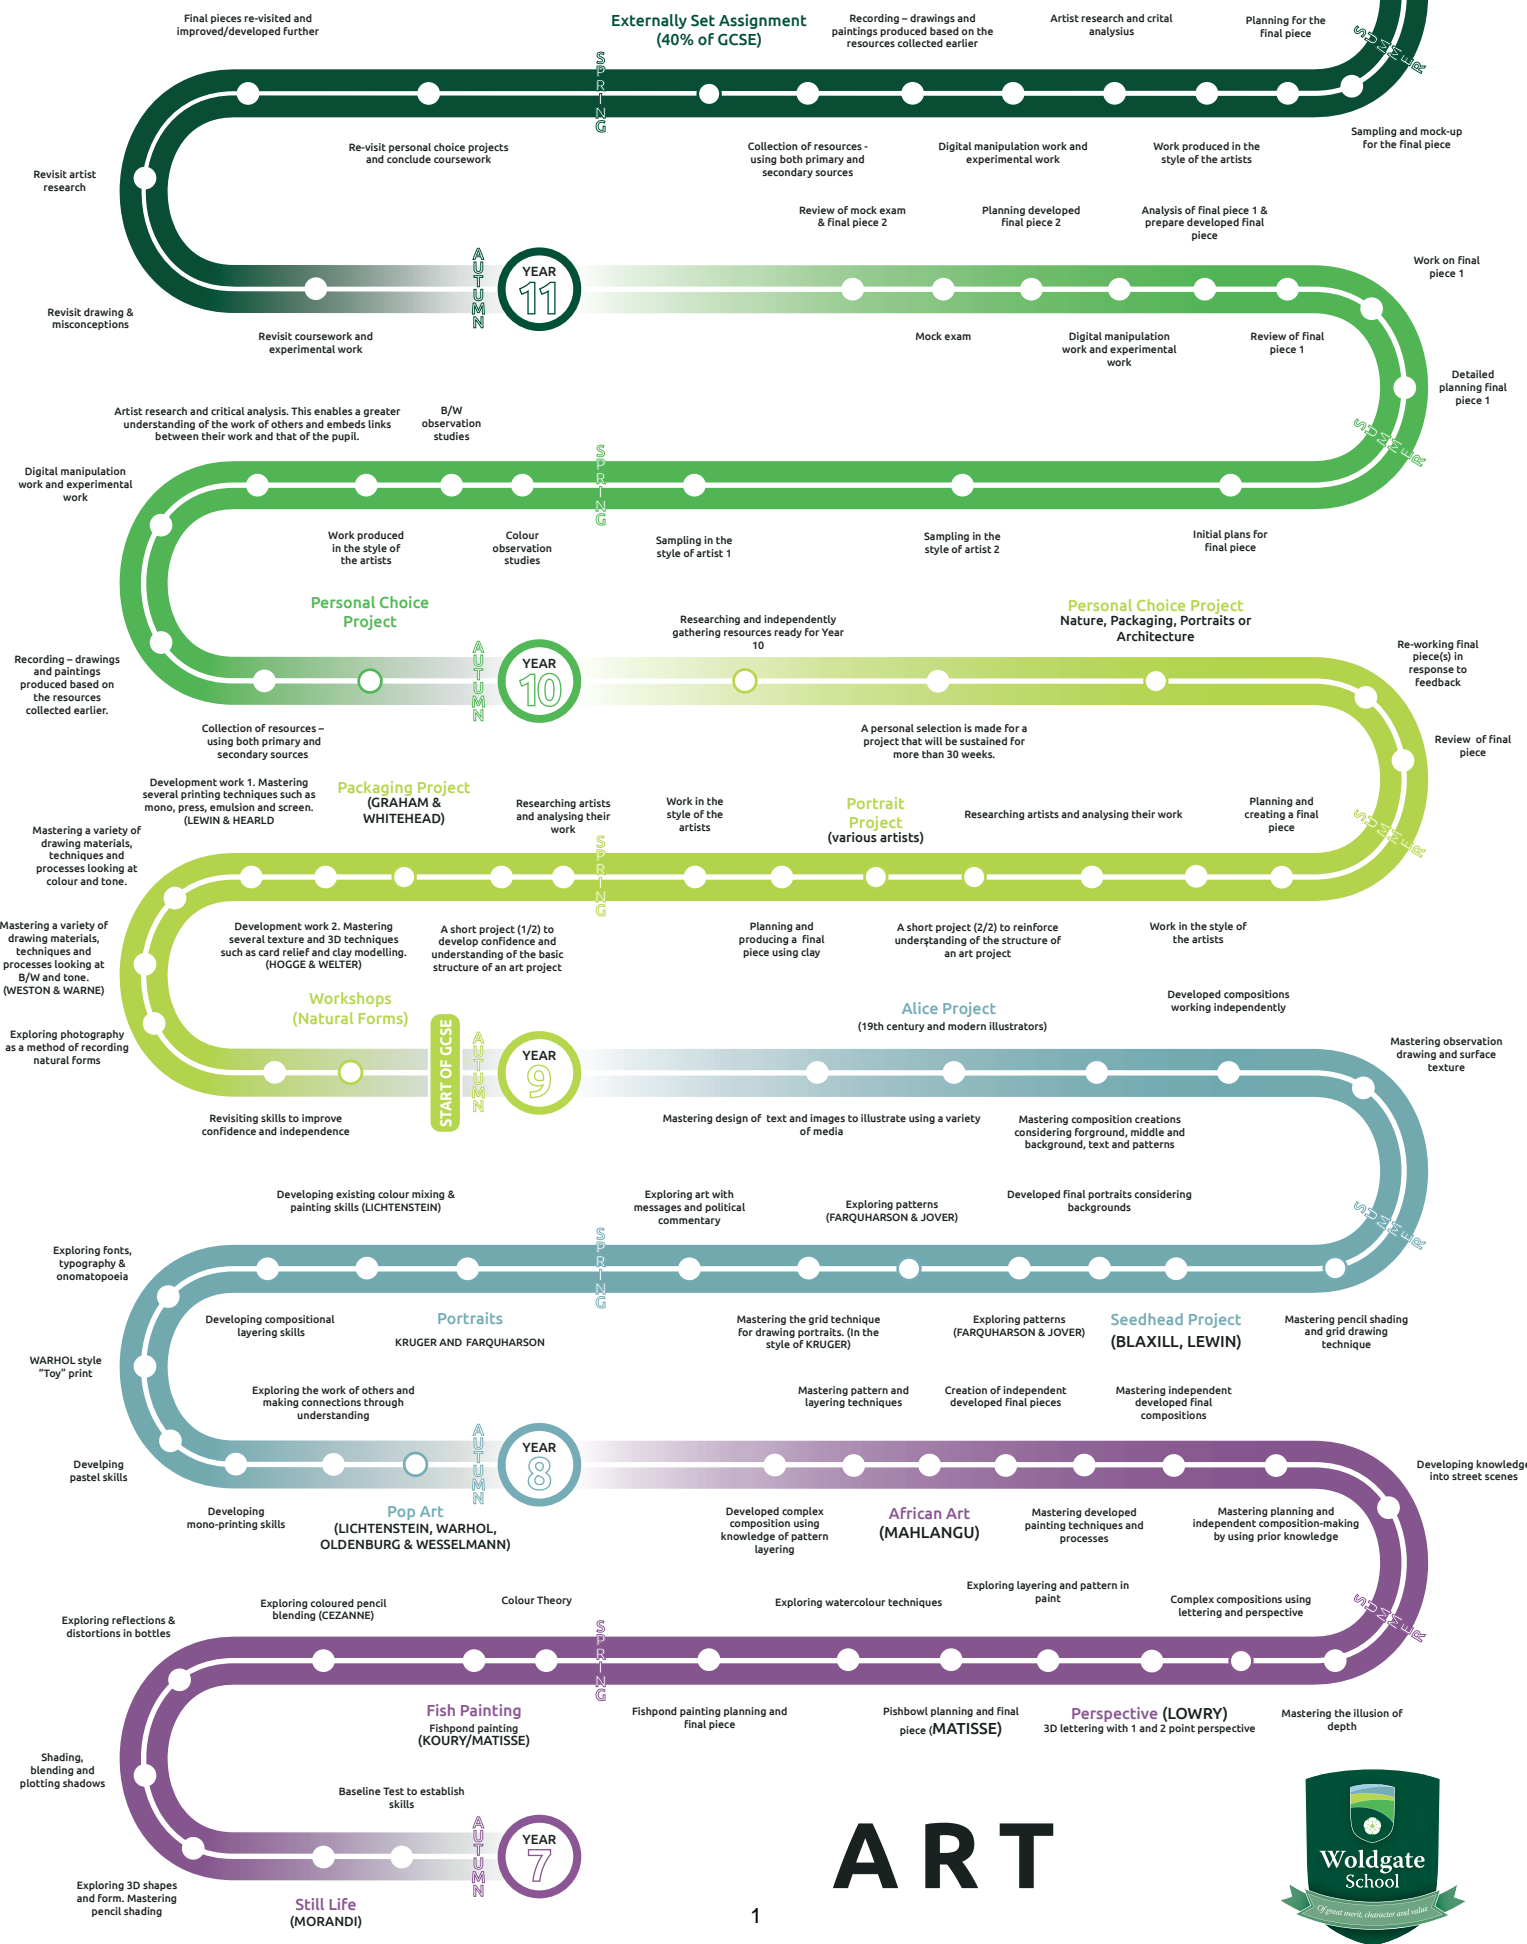 Final pieces re-visited and
improved/developed further
Externally Set Assignment
(40% of GCSE)
Recording – drawings and
paintings produced based on the
resources collected earlier
Artist research and crital
analysius
Planning for the
final piece
SUMMER
SPRING
Re-visit personal choice projects
and conclude coursework
Collection of resources -
using both primary and
secondary sources
Digital manipulation work and
experimental work
Work produced in the
style of the artists
Sampling and mock-up
for the final piece
Revisit artist
research
Review of mock exam
& final piece 2
Planning developed
final piece 2
Analysis of final piece 1 &
prepare developed final
piece
Work on final
piece 1
AUTUMN
YEAR
11
Revisit drawing &
misconceptions
Revisit coursework and
experimental work
Mock exam
Digital manipulation
work and experimental
work
Review of final
piece 1
Detailed
planning final
piece 1
Artist research and critical analysis. This enables a greater
understanding of the work of others and embeds links
between their work and that of the pupil.
B/W
observation
studies
SUMMER
SPRING
Digital manipulation
work and experimental
work
Work produced
in the style of
the artists
Colour
observation
studies
Sampling in the
style of artist 1
Sampling in the
style of artist 2
Initial plans for
final piece
Personal Choice
Project
Researching and independently
gathering resources ready for Year
10
Personal Choice Project
Nature, Packaging, Portraits or
Architecture
Re-working final
piece(s) in
response to
feedback
Recording – drawings
and paintings
produced based on
the resources
collected earlier.
AUTUMN
YEAR
10
Collection of resources –
using both primary and
secondary sources
A personal selection is made for a
project that will be sustained for
more than 30 weeks.
Review of final
piece
Development work 1. Mastering
several printing techniques such as
mono, press, emulsion and screen.
(LEWIN & HEARLD
Packaging Project
(GRAHAM &
WHITEHEAD)
Researching artists
and analysing their
work
Work in the
style of the
artists
Portrait
Project
(various artists)
Researching artists and analysing their work
Planning and
creating a final
piece
SUMMER
SPRING
Mastering a variety of
drawing materials,
techniques and
processes looking at
colour and tone.
Mastering a variety of
drawing materials,
techniques and
processes looking at
B/W and tone.
(WESTON & WARNE)
Development work 2. Mastering
several texture and 3D techniques
such as card relief and clay modelling.
(HOGGE & WELTER)
A short project (1/2) to
develop confidence and
understanding of the basic
structure of an art project
Planning and
producing a final
piece using clay
A short project (2/2) to reinforce
understanding of the structure of
an art project
Work in the style of
the artists
Workshops
(Natural Forms)
Alice Project
(19th century and modern illustrators)
Developed compositions
working independently
Exploring photography
as a method of recording
natural forms
START OF GCSE
AUTUMN
YEAR
9
Mastering observation
drawing and surface
texture
Revisiting skills to improve
confidence and independence
Mastering design of text and images to illustrate using a variety
of media
Mastering composition creations
considering forground, middle and
background, text and patterns
Developing existing colour mixing &
painting skills (LICHTENSTEIN)
Exploring art with
messages and political
commentary
Exploring patterns
(FARQUHARSON & JOVER)
Developed final portraits considering
backgrounds
SUMMER
SPRING
Exploring fonts,
typography &
onomatopoeia
Developing compositional
layering skills
Portraits
KRUGER AND FARQUHARSON
Mastering the grid technique
for drawing portraits. (In the
style of KRUGER)
Exploring patterns
(FARQUHARSON & JOVER)
Seedhead Project
(BLAXILL, LEWIN)
Mastering pencil shading
and grid drawing
technique
WARHOL style
“Toy” print
Exploring the work of others and
making connections through
understanding
Mastering pattern and
layering techniques
Creation of independent
developed final pieces
Mastering independent
developed final
compositions
AUTUMN
YEAR
8
Develping
pastel skills
Developing knowledge
into street scenes
Developing
mono-printing skills
Pop Art
(LICHTENSTEIN, WARHOL,
OLDENBURG & WESSELMANN)
Developed complex
composition using
knowledge of pattern
layering
African Art
(MAHLANGU)
Mastering developed
painting techniques and
processes
Mastering planning and
independent composition-making
by using prior knowledge
Exploring reflections &
distortions in bottles
Exploring coloured pencil
blending (CEZANNE)
Colour Theory
Exploring watercolour techniques
Exploring layering and pattern in
paint
Complex compositions using
lettering and perspective
SUMMER
SPRING
Fish Painting
Fishpond painting
(KOURY/MATISSE)
Fishpond painting planning and
final piece
Pishbowl planning and final
piece (MATISSE)
Perspective (LOWRY)
3D lettering with 1 and 2 point perspective
Mastering the illusion of
depth
Shading,
blending and
plotting shadows
Baseline Test to establish
skills
AUTUMN
YEAR
7
Exploring 3D shapes
and form. Mastering
pencil shading
Still Life
(MORANDI)
ART
1
Woldgate
School
Of great merit, character and value